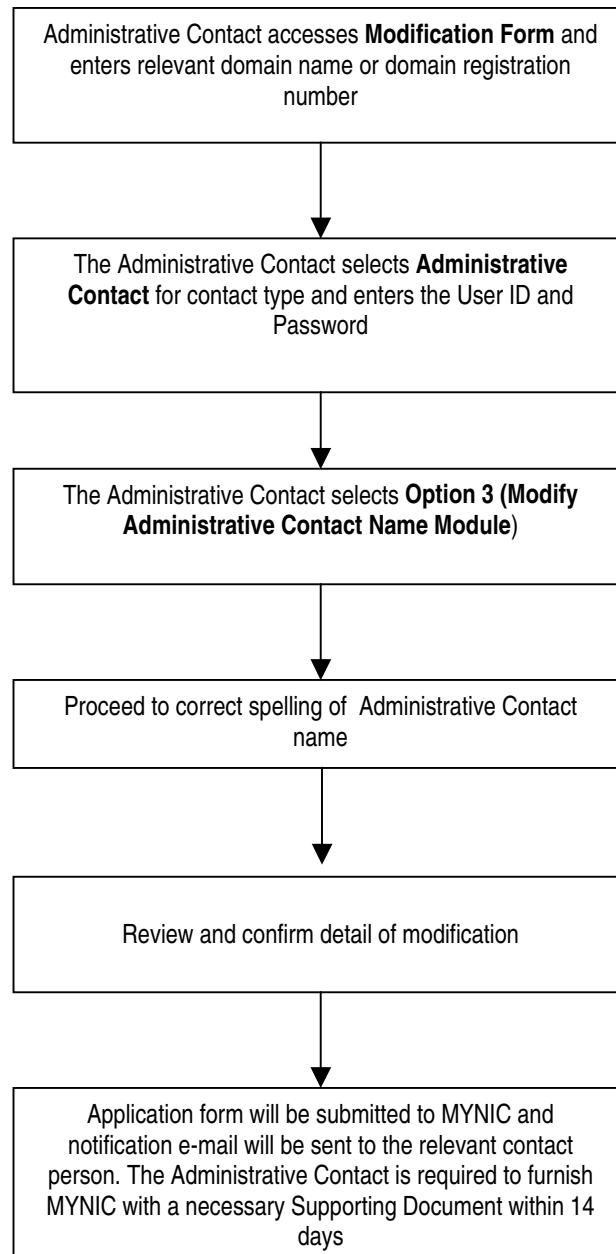 Administrative Contact accesses Modification Form and
enters relevant domain name or domain registration
number
The Administrative Contact selects Administrative
Contact for contact type and enters the User ID and
Password
The Administrative Contact selects Option 3 (Modify
Administrative Contact Name Module)
Proceed to correct spelling of Administrative Contact
name
Review and confirm detail of modification
Application form will be submitted to MYNIC and
notification e-mail will be sent to the relevant contact
person. The Administrative Contact is required to furnish
MYNIC with a necessary Supporting Document within 14
days